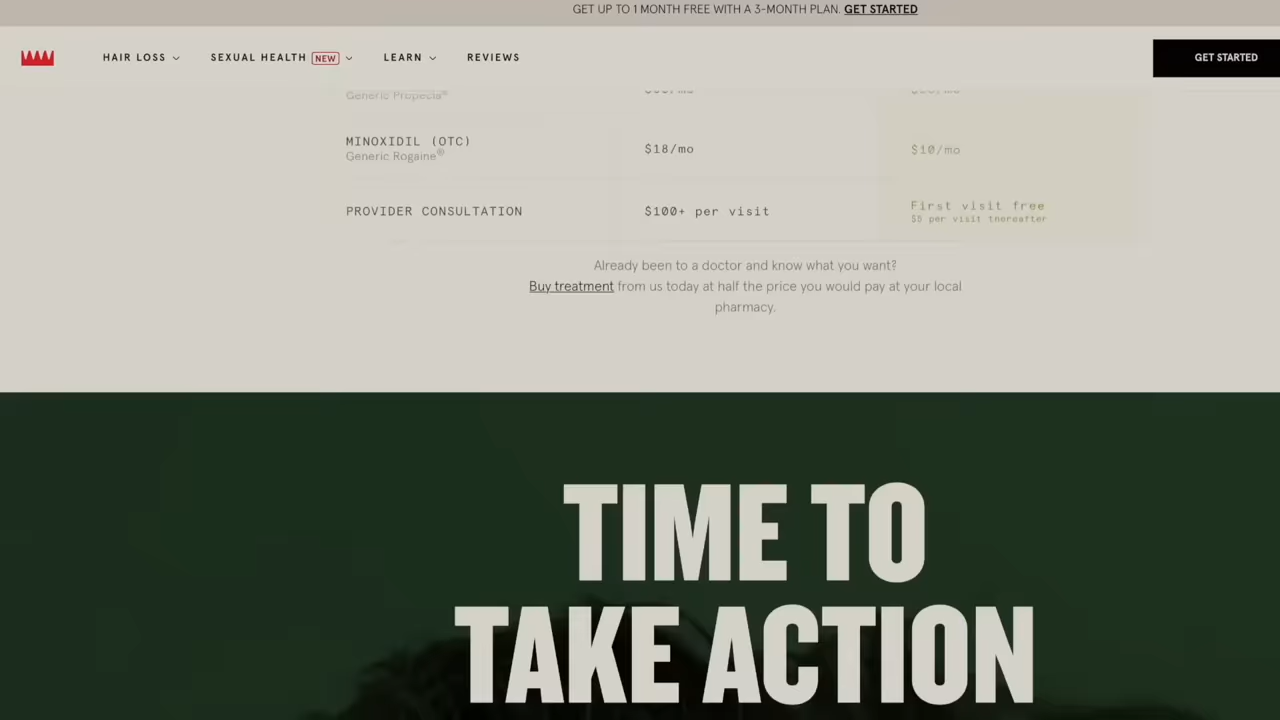 GET UP TO 1 MONTH FREE WITH A 3-MONTH PLAN. GET STARTED
HAIR LOSS SEXUAL HEALTH NEW LEARN REVIEWS GET STARTED
Generic Propecia®
MINOXIDIL (OTC)
Generic Rogaine®
$18/mo
$10/mo
PROVIDER CONSULTATION
$100+ per visit
First visit free
$5 per visit thereafter
Already been to a doctor and know what you want?
Buy treatment from us today at half the price you would pay at your local
pharmacy.
TIME TO
TAKE ACTION